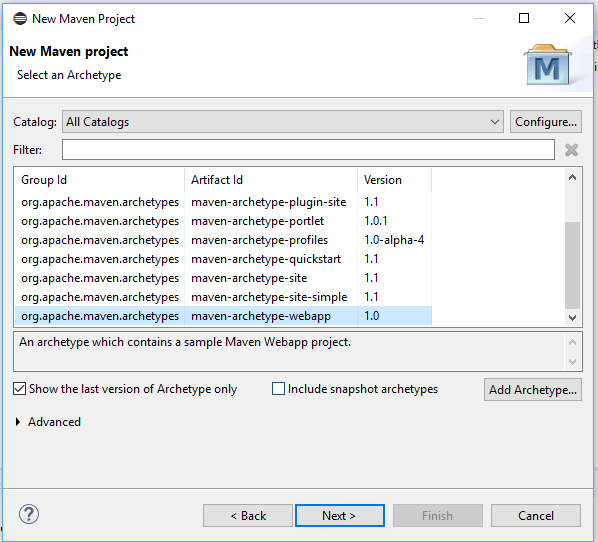 New Maven Project
New Maven project
Select an Archetype
M
Catalog: All Catalogs Configure...
Filter:
Group Id Artifact Id Version
org.apache.maven.archetypes maven-archetype-plugin-site 1.1
org.apache.maven.archetypes maven-archetype-portlet 1.0.1
org.apache.maven.archetypes maven-archetype-profiles 1.0-alpha-4
org.apache.maven.archetypes maven-archetype-quickstart 1.1
org.apache.maven.archetypes maven-archetype-site 1.1
org.apache.maven.archetypes maven-archetype-site-simple 1.1
org.apache.maven.archetypes maven-archetype-webapp 1.0
An archetype which contains a sample Maven Webapp project.
Show the last version of Archetype only Include snapshot archetypes Add Archetype...
Advanced
? < Back Next > Finish Cancel